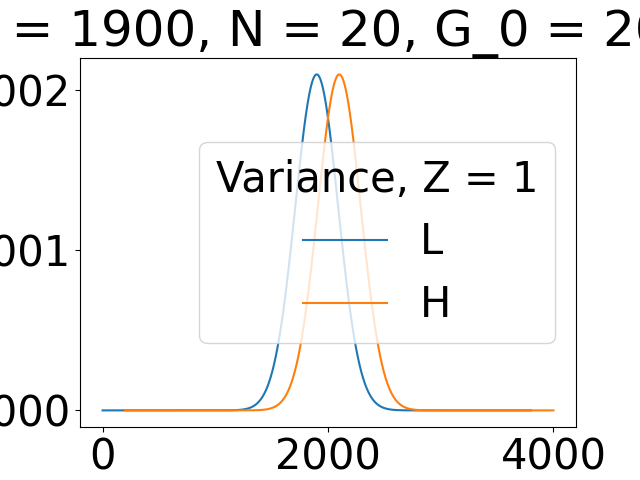 = 1900, N = 20, G_0 = 20
002
001
000
Variance, Z = 1
L
H
0 2000 4000